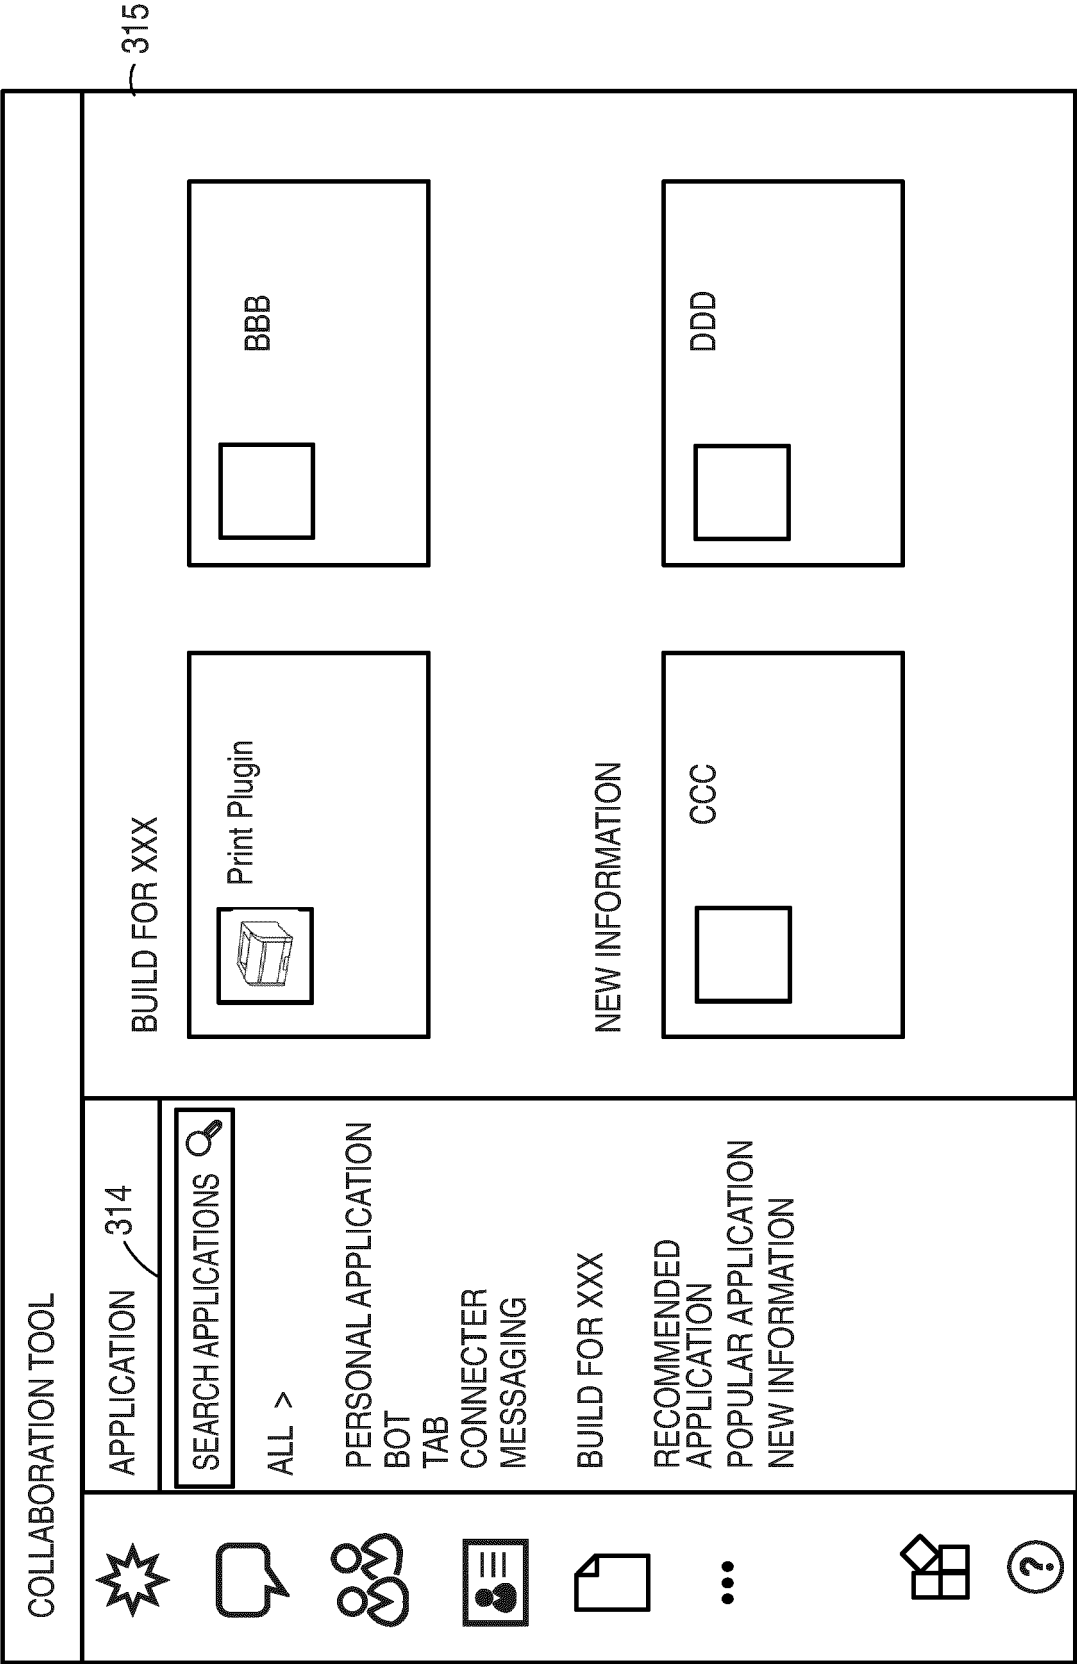 COLLABORATION TOOL
315
APPLICATION
314
SEARCH APPLICATIONS
ALL >
PERSONAL APPLICATION
BOT
TAB
CONNECTER
MESSAGING
BUILD FOR XXX
RECOMMENDED
APPLICATION
POPULAR APPLICATION
NEW INFORMATION
BUILD FOR XXX
Print Plugin
BBB
NEW INFORMATION
CCC
DDD
?